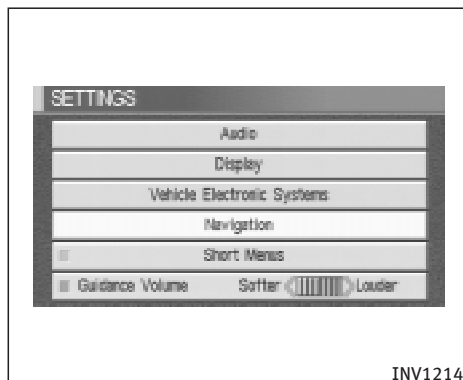 SETTINGS
Audio
Display
Vehicle Electronic Systems
Navigation
Short Menus
Guidance Volume Softer Louder
INV1214